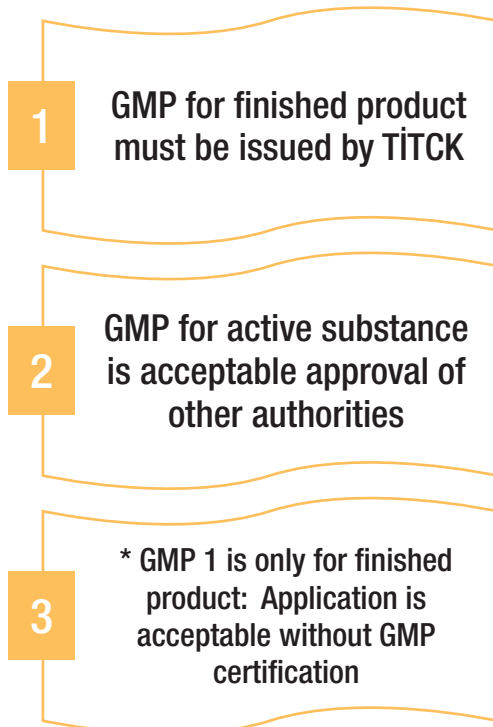 1
GMP for finished product
must be issued by TİTCK
2
GMP for active substance
is acceptable approval of
other authorities
3
* GMP 1 is only for finished
product: Application is
acceptable without GMP
certification